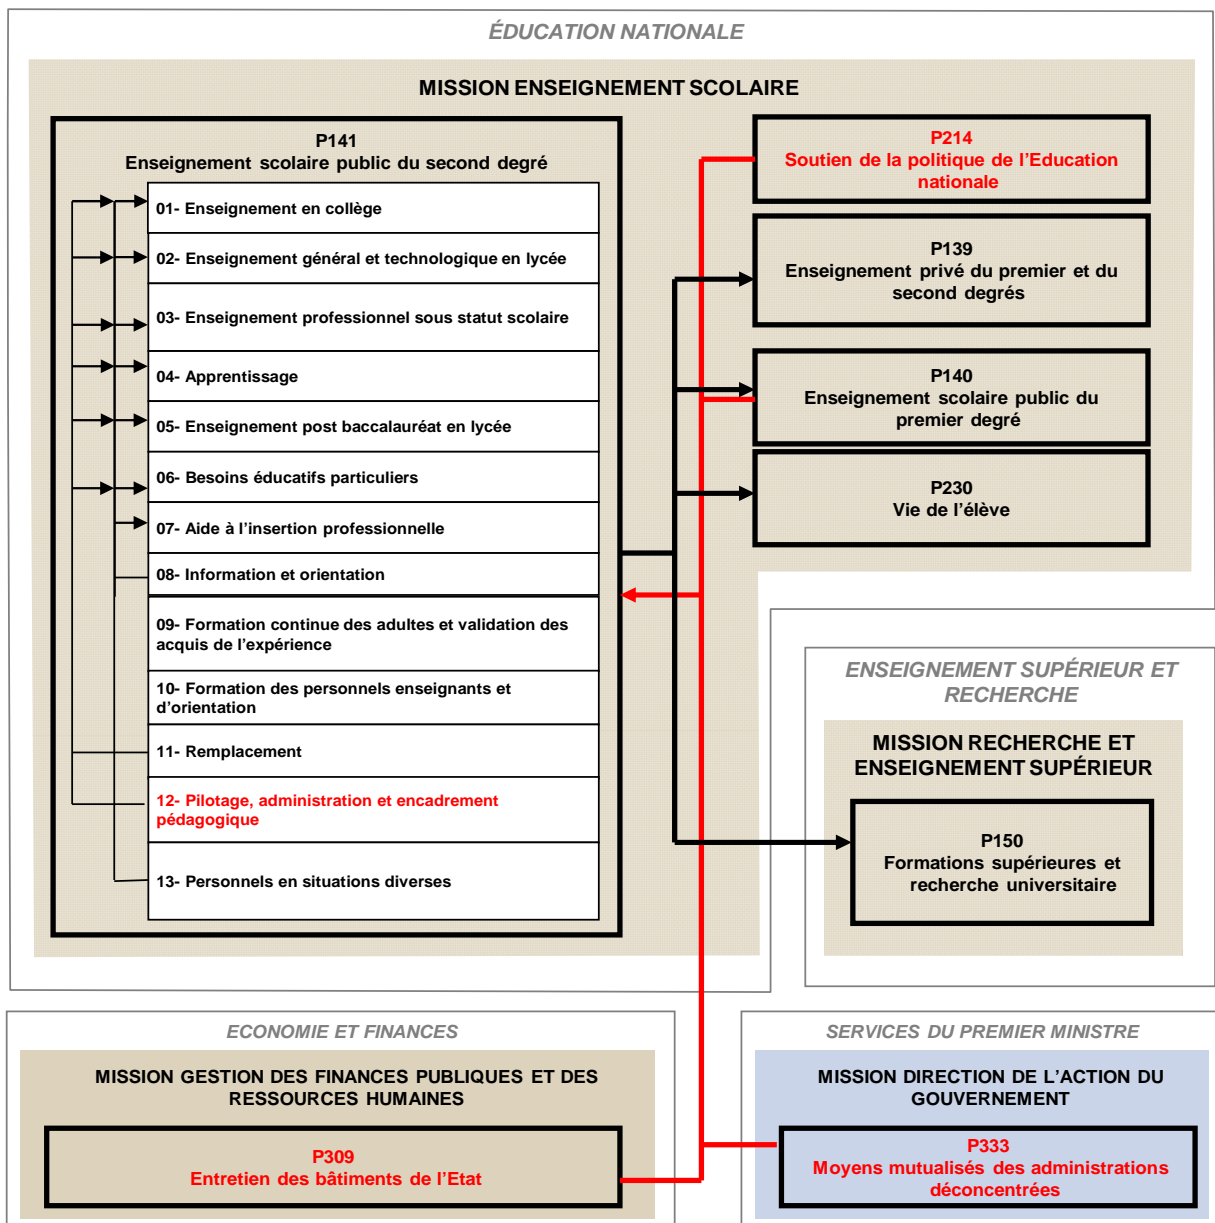 ÉDUCATION NATIONALE
MISSION ENSEIGNEMENT SCOLAIRE
P141
Enseignement scolaire public du second degré
01- Enseignement en collège
02- Enseignement général et technologique en lycée
03- Enseignement professionnel sous statut scolaire
04- Apprentissage
05- Enseignement post baccalauréat en lycée
06- Besoins éducatifs particuliers
07- Aide à l’insertion professionnelle
08- Information et orientation
09- Formation continue des adultes et validation des
acquis de l’expérience
10- Formation des personnels enseignants et
d’orientation
11- Remplacement
12- Pilotage, administration et encadrement
pédagogique
13- Personnels en situations diverses
P214
Soutien de la politique de l’Education
nationale
P139
Enseignement privé du premier et du
second degrés
P140
Enseignement scolaire public du
premier degré
P230
Vie de l’élève
ENSEIGNEMENT SUPÉRIEUR ET
RECHERCHE
MISSION RECHERCHE ET
ENSEIGNEMENT SUPÉRIEUR
P150
Formations supérieures et
recherche universitaire
ECONOMIE ET FINANCES
MISSION GESTION DES FINANCES PUBLIQUES ET DES
RESSOURCES HUMAINES
P309
Entretien des bâtiments de l’Etat
SERVICES DU PREMIER MINISTRE
MISSION DIRECTION DE L’ACTION DU
GOUVERNEMENT
P333
Moyens mutualisés des administrations
déconcentrées